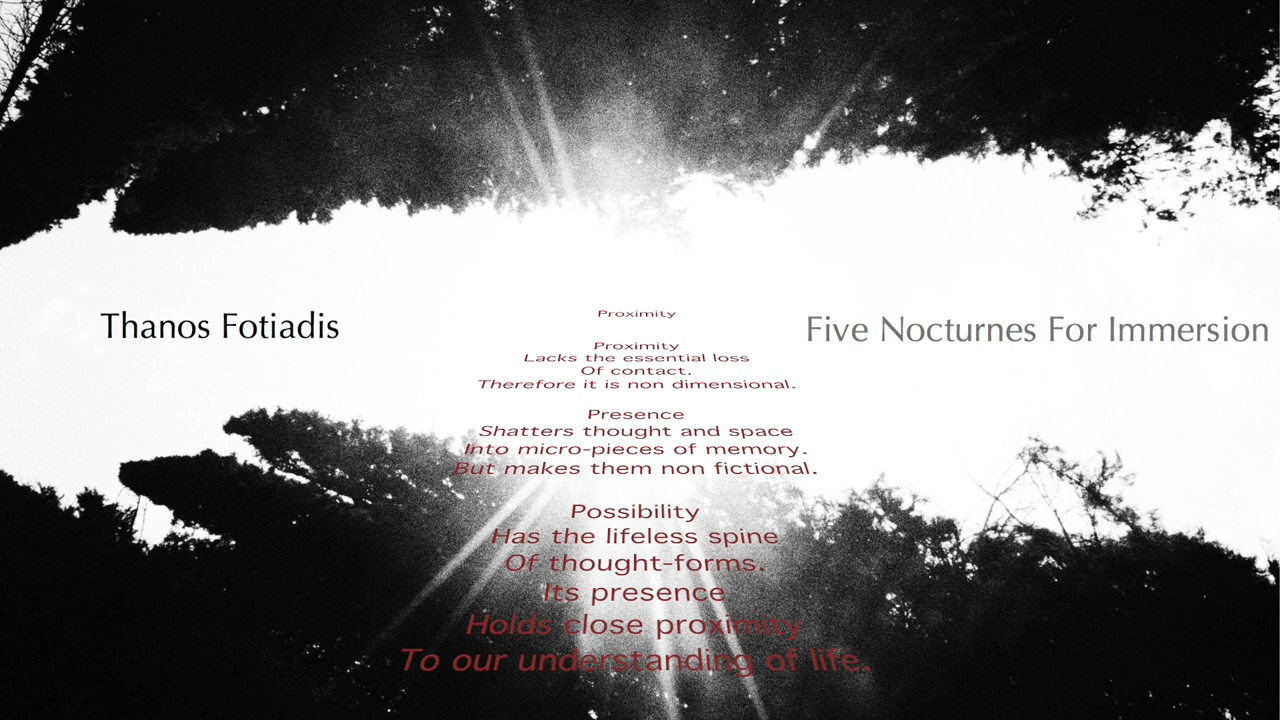 Thanos Fotiadis
Five Nocturnes For Immersion
Proximity
Proximity
Lacks the essential loss
Of contact.
Therefore it is non dimensional.
Presence
Shatters thought and space
Into micro-pieces of memory.
But makes them non fictional.
Possibility
Has the lifeless spine
Of thought-forms.
Its presence
Holds close proximity
To our understanding of life.